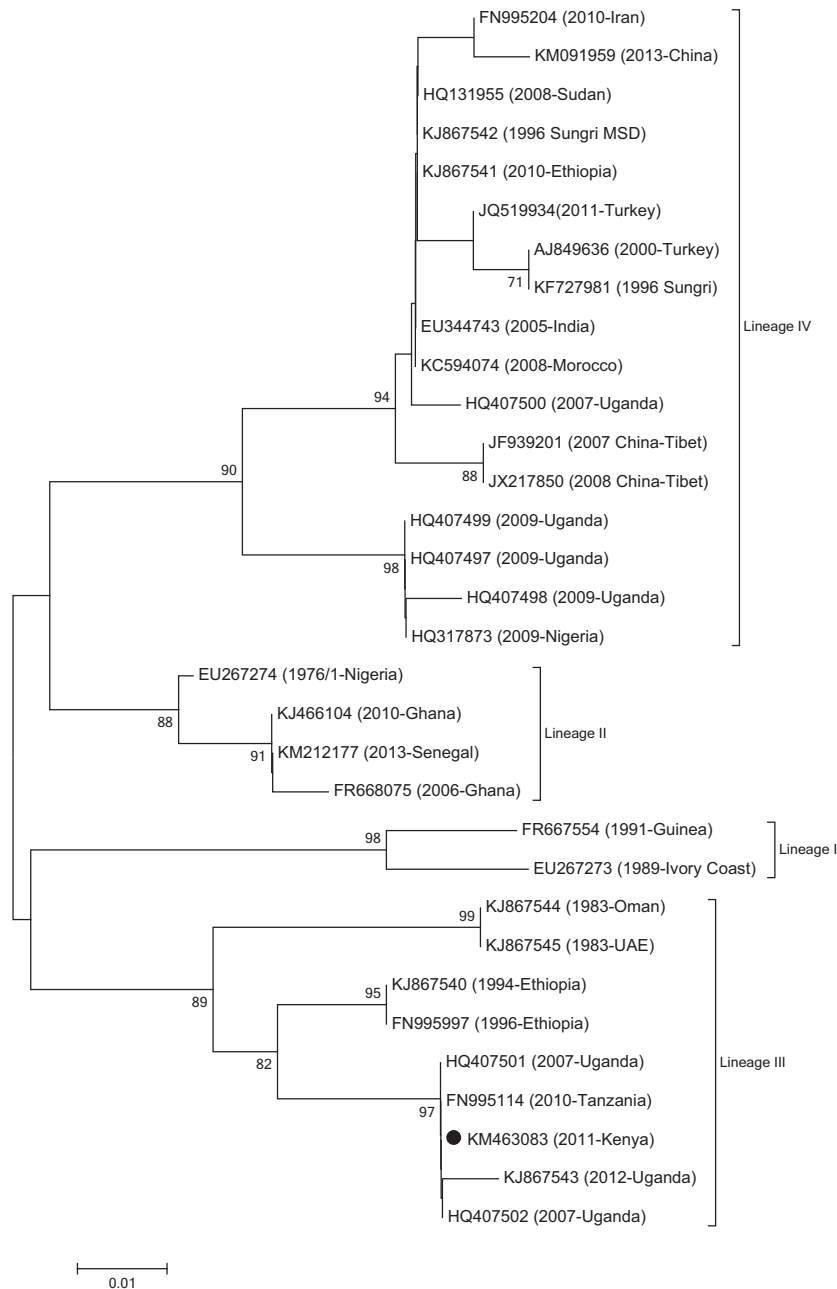 FN995204 (2010-Iran)
KM091959 (2013-China)
HQ131955 (2008-Sudan)
KJ867542 (1996 Sungri MSD)
KJ867541 (2010-Ethiopia)
JQ519934(2011-Turkey)
AJ849636 (2000-Turkey)
71
KF727981 (1996 Sungri)
EU344743 (2005-India)
Lineage IV
KC594074 (2008-Morocco)
94
HQ407500 (2007-Uganda)
JF939201 (2007 China-Tibet)
90
88
JX217850 (2008 China-Tibet)
HQ407499 (2009-Uganda)
HQ407497 (2009-Uganda)
98
HQ407498 (2009-Uganda)
HQ317873 (2009-Nigeria)
EU267274 (1976/1-Nigeria)
88
KJ466104 (2010-Ghana)
Lineage II
91
KM212177 (2013-Senegal)
FR668075 (2006-Ghana)
98
FR667554 (1991-Guinea)
Lineage I
EU267273 (1989-Ivory Coast)
99
KJ867544 (1983-Oman)
KJ867545 (1983-UAE)
89
95
KJ867540 (1994-Ethiopia)
FN995997 (1996-Ethiopia)
82
HQ407501 (2007-Uganda)
Lineage III
97
FN995114 (2010-Tanzania)
KM463083 (2011-Kenya)
KJ867543 (2012-Uganda)
HQ407502 (2007-Uganda)
0.01